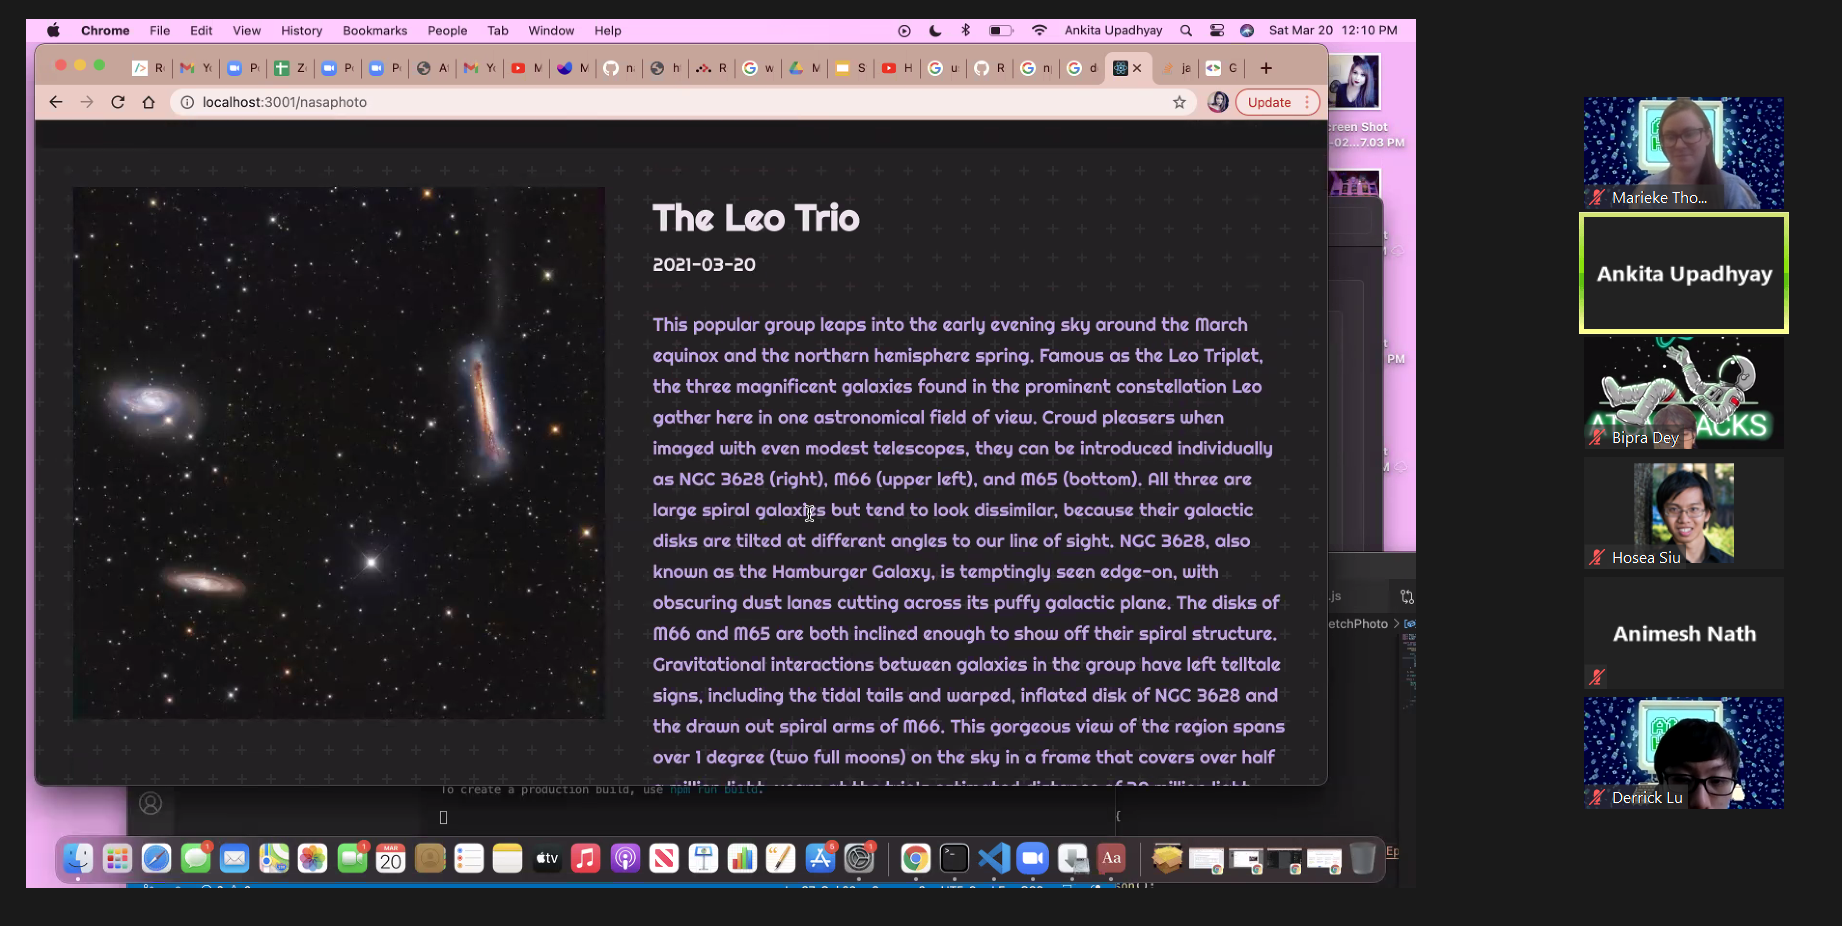 Chrome File Edit View History Bookmarks People Tab Window Help Ankita Upadhyay Sat Mar 20 12:10 PM
localhost:3001/nasaphoto
Update
The Leo Trio
2021-03-20
This popular group leaps into the early evening sky around the March
equinox and the northern hemisphere spring. Famous as the Leo Triplet,
the three magnificent galaxies found in the prominent constellation Leo
gather here in one astronomical field of view. Crowd pleasers when
imaged with even modest telescopes, they can be introduced individually
as NGC 3628 (right), M66 (upper left), and M65 (bottom). All three are
large spiral galaxies but tend to look dissimilar, because their galactic
disks are tilted at different angles to our line of sight. NGC 3628, also
known as the Hamburger Galaxy, is temptingly seen edge-on, with
obscuring dust lanes cutting across its puffy galactic plane. The disks of
M66 and M65 are both inclined enough to show off their spiral structure.
Gravitational interactions between galaxies in the group have left telltale
signs, including the tidal tails and warped, inflated disk of NGC 3628 and
the drawn out spiral arms of M66. This gorgeous view of the region spans
over 1 degree (two full moons) on the sky in a frame that covers over half
To create a production build, use npm run build.
reen Shot
-02...7.03 PM
PM
.js
etchPhoto
MAR
20
tv
Aa
Marieke Tho...
Ankita Upadhyay
Bipra Dey
Hosea Siu
Animesh Nath
Derrick Lu